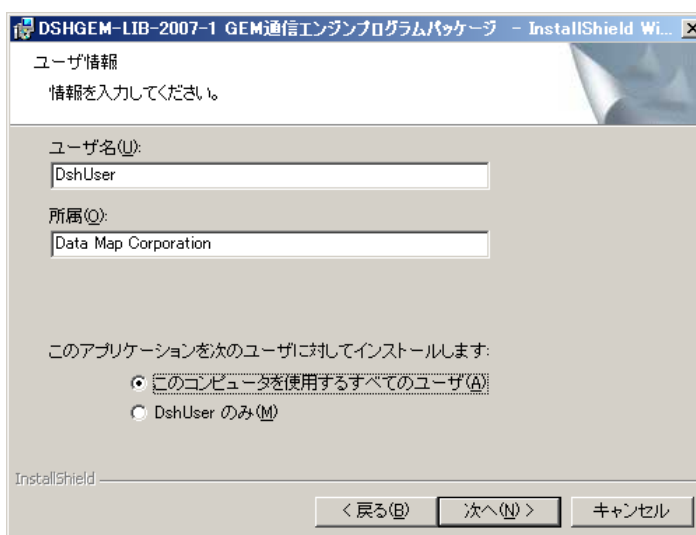 DSHGEM-LIB-2007-1 GEM通信エンジンプログラムパッケージ - InstallShield Wi...
ユーザ情報
情報を入力してください。
ユーザ名(U):
DshUser
所属(O):
Data Map Corporation
このアプリケーションを次のユーザに対してインストールします:
このコンピュータを使用するすべてのユーザ(A)
DshUser のみ(M)
InstallShield
< 戻る(B)
次へ(N) >
キャンセル